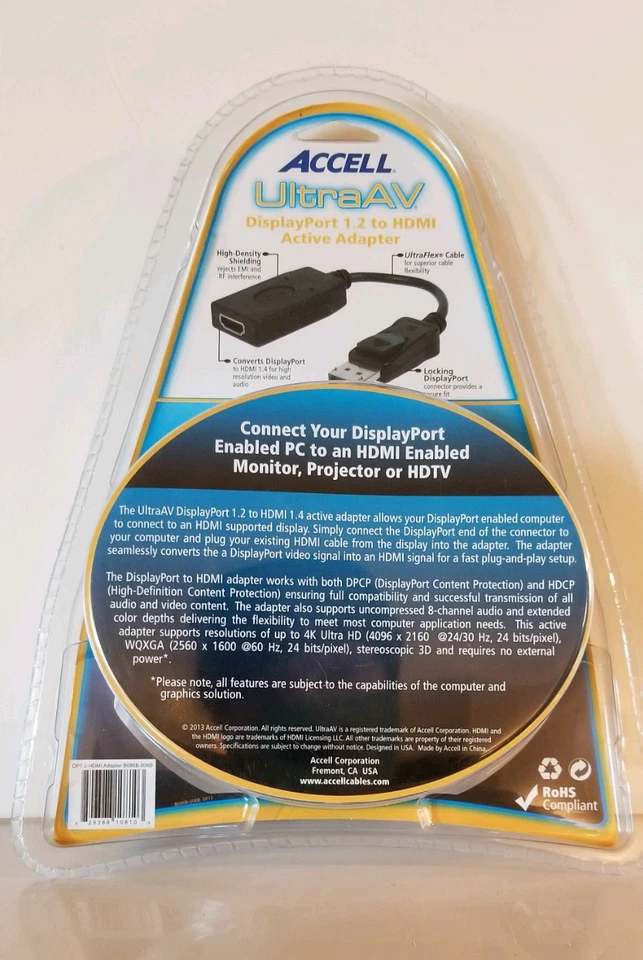 ACCELL®
UltraAV®
DisplayPort 1.2 to HDMI
Active Adapter
High-Density
Shielding
rejects EMI and
RF interference
UltraFlex® Cable
for superior cable
flexibility
Converts DisplayPort
to HDMI 1.4 for high
resolution video and
audio
Locking
DisplayPort
connector provides a
secure fit
Connect Your DisplayPort
Enabled PC to an HDMI Enabled
Monitor, Projector or HDTV
The UltraAV DisplayPort 1.2 to HDMI 1.4 active adapter allows your DisplayPort enabled computer
to connect to an HDMI supported display. Simply connect the DisplayPort end of the connector to
your computer and plug your existing HDMI cable from the display into the adapter. The adapter
seamlessly converts the a DisplayPort video signal into an HDMI signal for a fast plug-and-play setup.
The DisplayPort to HDMI adapter works with both DPCP (DisplayPort Content Protection) and HDCP
(High-Definition Content Protection) ensuring full compatibility and successful transmission of all
audio and video content. The adapter also supports uncompressed 8-channel audio and extended
color depths delivering the flexibility to meet most computer application needs. This active
adapter supports resolutions of up to 4K Ultra HD (4096 x 2160 @24/30 Hz, 24 bits/pixel),
WQXGA (2560 x 1600 @60 Hz, 24 bits/pixel), stereoscopic 3D and requires no external
power*.
*Please note, all features are subject to the capabilities of the computer and
graphics solution.
© 2013 Accell Corporation. All rights reserved. UltraAV is a registered trademark of Accell Corporation. HDMI and
the HDMI logo are trademarks of HDMI Licensing LLC. All other trademarks are property of their registered
owners. Specifications are subject to change without notice. Designed in USA. Made by Accell in China.
Accell Corporation
Fremont, CA USA
www.accellcables.com
RoHS
Compliant